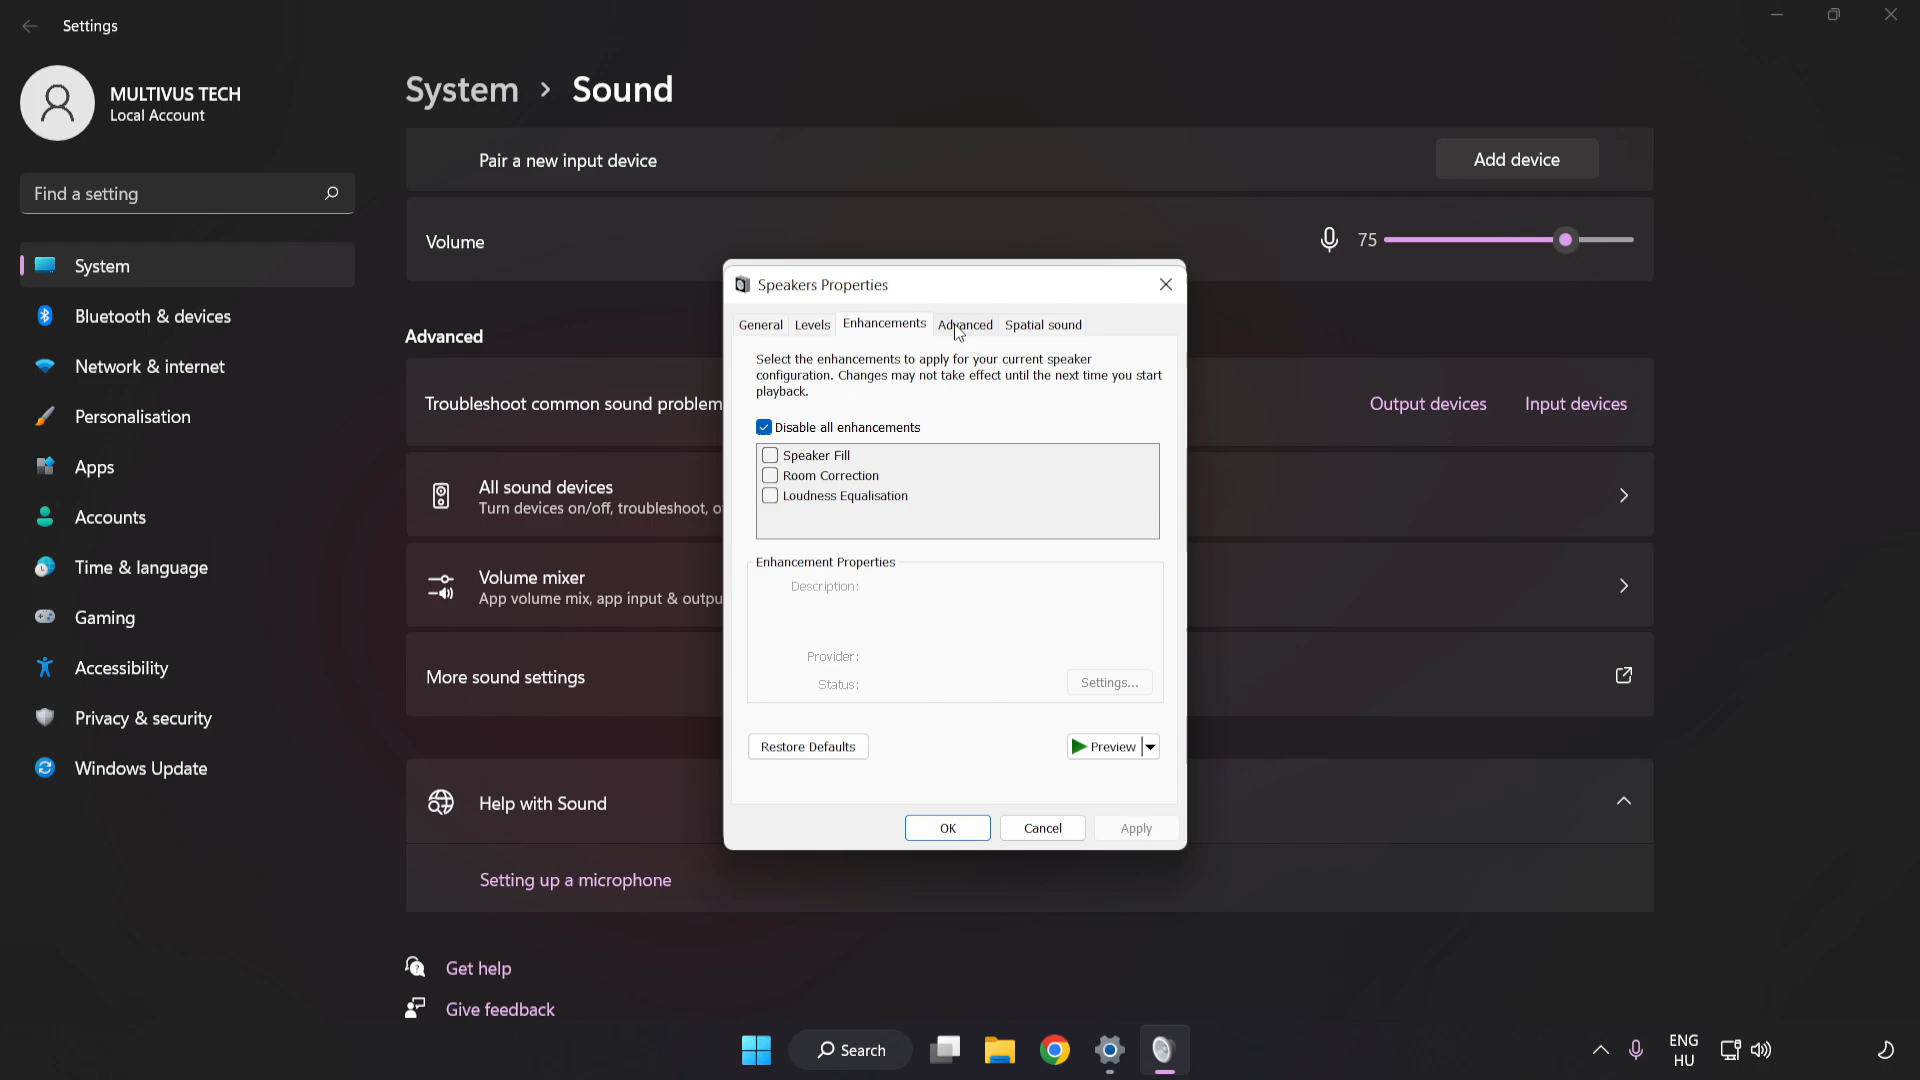 Settings
MULTIVUS TECH
Local Account
Find a setting
System
Bluetooth & devices
Network & internet
Personalisation
Apps
Accounts
Time & language
Gaming
Accessibility
Privacy & security
Windows Update
System › Sound
Pair a new input device
Add device
Volume
75
Advanced
Troubleshoot common sound problem
Output devices
Input devices
All sound devices
Turn devices on/off, troubleshoot, o
Volume mixer
App volume mix, app input & outpu
More sound settings
Help with Sound
Setting up a microphone
Get help
Give feedback
Speakers Properties
General Levels Enhancements Advanced Spatial sound
Select the enhancements to apply for your current speaker
configuration. Changes may not take effect until the next time you start
playback.
Disable all enhancements
Speaker Fill
Room Correction
Loudness Equalisation
Enhancement Properties
Description:
Provider:
Status:
Settings...
Restore Defaults
Preview
OK
Cancel
Apply
Search
ENG
HU